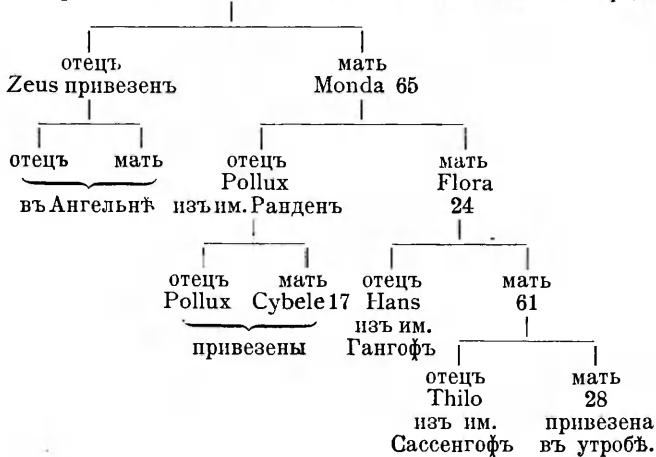 отецъ мать
Zeus привезенъ Monda 65
отецъ мать отецъ мать
Pollux Flora
въ Ангельнѣ изъ им. Ранденъ 24
отецъ мать отецъ мать
Pollux Cybele 17 Hans 61
изъ им.
привезены Гангофъ
отецъ мать
Thilo 28
изъ им. привезена
Сассенгофъ въ утробѣ.